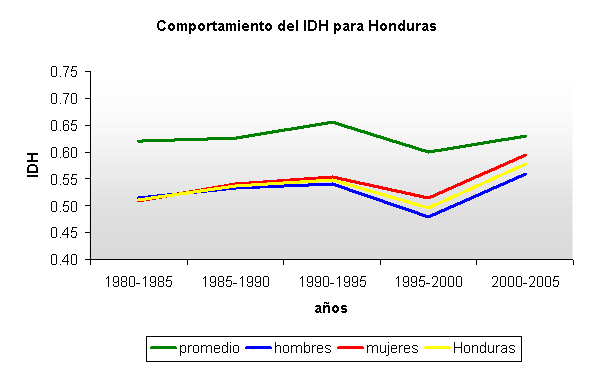 Comportamiento del IDH para Honduras
IDH
0.75
0.70
0.65
0.60
0.55
0.50
0.45
0.40
1980-1985 1985-1990 1990-1995 1995-2000 2000-2005
años
promedio hombres mujeres Honduras